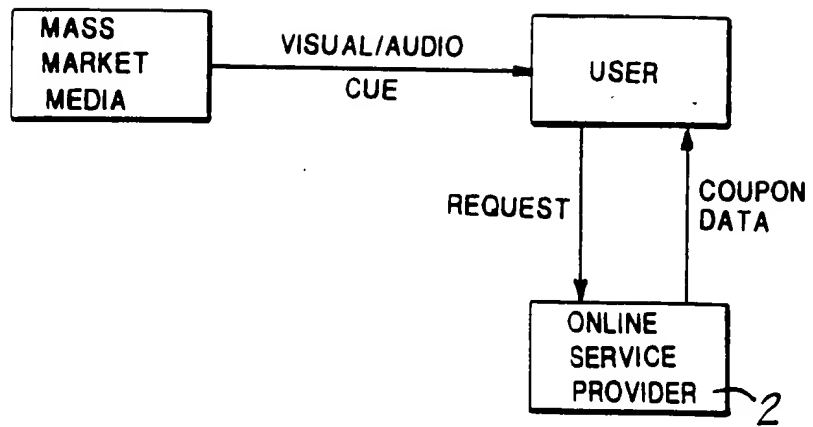 MASS
MARKET
MEDIA
VISUAL/AUDIO
CUE
USER
REQUEST
COUPON
DATA
ONLINE
SERVICE
PROVIDER
2